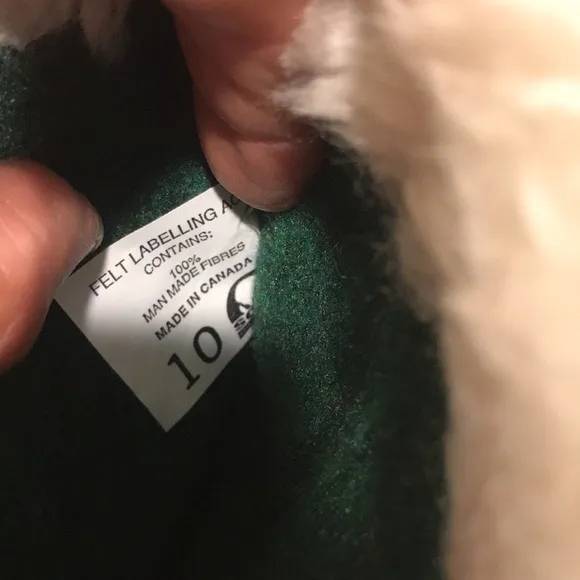 FELT LABELLING
CONTAINS:
100%
MAN MADE FIBRES
MADE IN CANADA
10